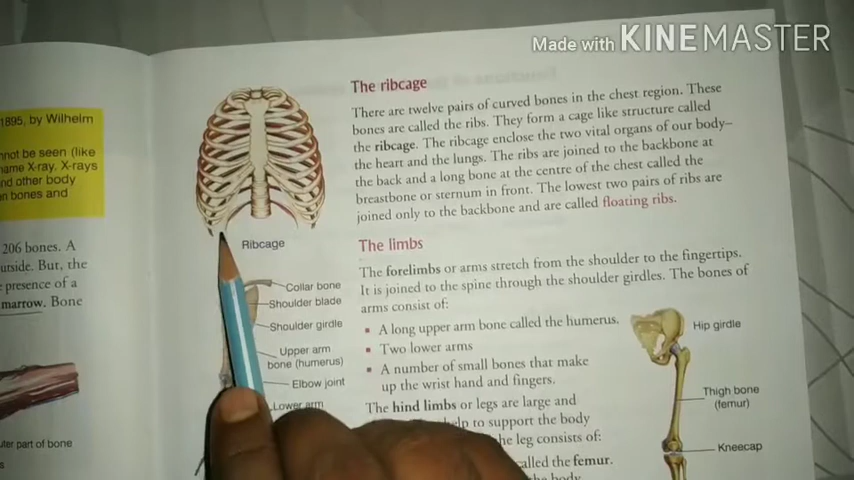 Made with KINEMASTER
1895, by Wilhelm
nnot be seen (like
name X-ray. X-rays
and other body
n bones and
206 bones. A
utside. But, the
e presence of a
marrow. Bone
uter part of bone
The ribcage
There are twelve pairs of curved bones in the chest region. These
bones are called the ribs. They form a cage like structure called
the ribcage. The ribcage enclose the two vital organs of our body–
the heart and the lungs. The ribs are joined to the backbone at
the back and a long bone at the centre of the chest called the
breastbone or sternum in front. The lowest two pairs of ribs are
joined only to the backbone and are called floating ribs.
Ribcage
The limbs
The forelimbs or arms stretch from the shoulder to the fingertips.
It is joined to the spine through the shoulder girdles. The bones of
arms consist of:
• A long upper arm bone called the humerus.
• Two lower arms
• A number of small bones that make
up the wrist hand and fingers.
The hind limbs or legs are large and
help to support the body
he leg consists of:
called the femur.
the body
Collar bone
Shoulder blade
Shoulder girdle
Upper arm
bone (humerus)
Elbow joint
Lower arm
Hip girdle
Thigh bone
(femur)
Kneecap